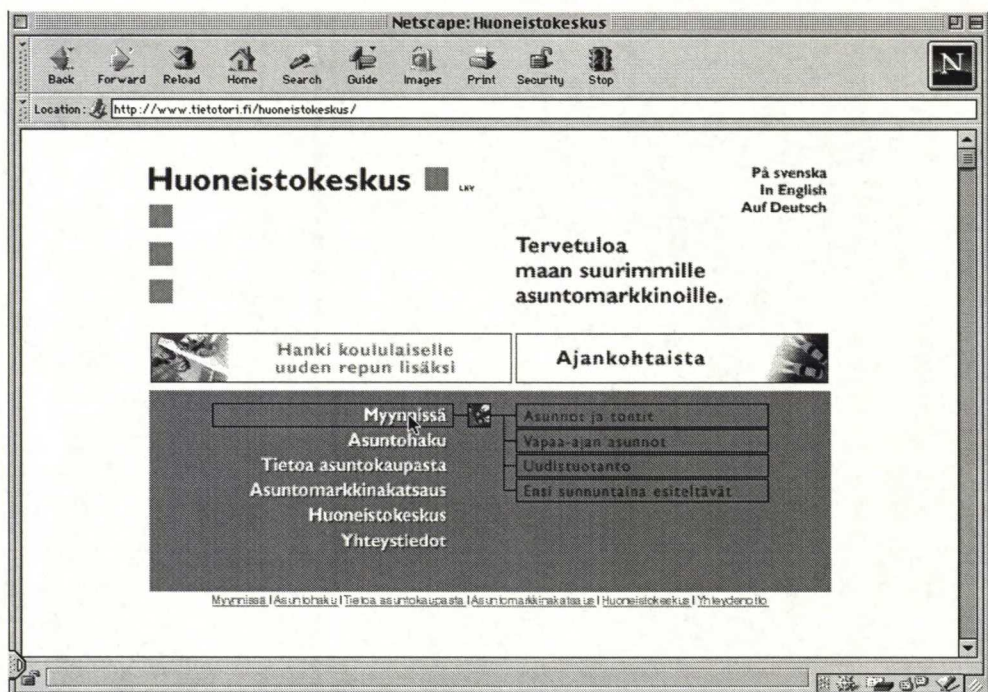 Netscape: Huoneistokeskus
Back Forward Reload Home Search Guide Images Print Security Stop
N
Location: http://www.tietotori.fi/huoneistokeskus/
Huoneistokeskus LKV
På svenska
In English
Auf Deutsch
Tervetuloa
maan suurimmille
asuntomarkkinoille.
Hanki koululaiselle
uuden repun lisäksi
Ajankohtaista
Myynnissä
Asuntohaku
Tietoa asuntokaupasta
Asuntomarkkinakatsaus
Huoneistokeskus
Yhteystiedot
Asunnot ja tontit
Vapaa-ajan asunnot
Uudistuotanto
Ensi sunnuntaina esiteltävät
Myynnissä | Asuntohaku | Tietoa asuntokaupasta | Asuntomarkkinakatsaus | Huoneistokeskus | Yhteydenotto